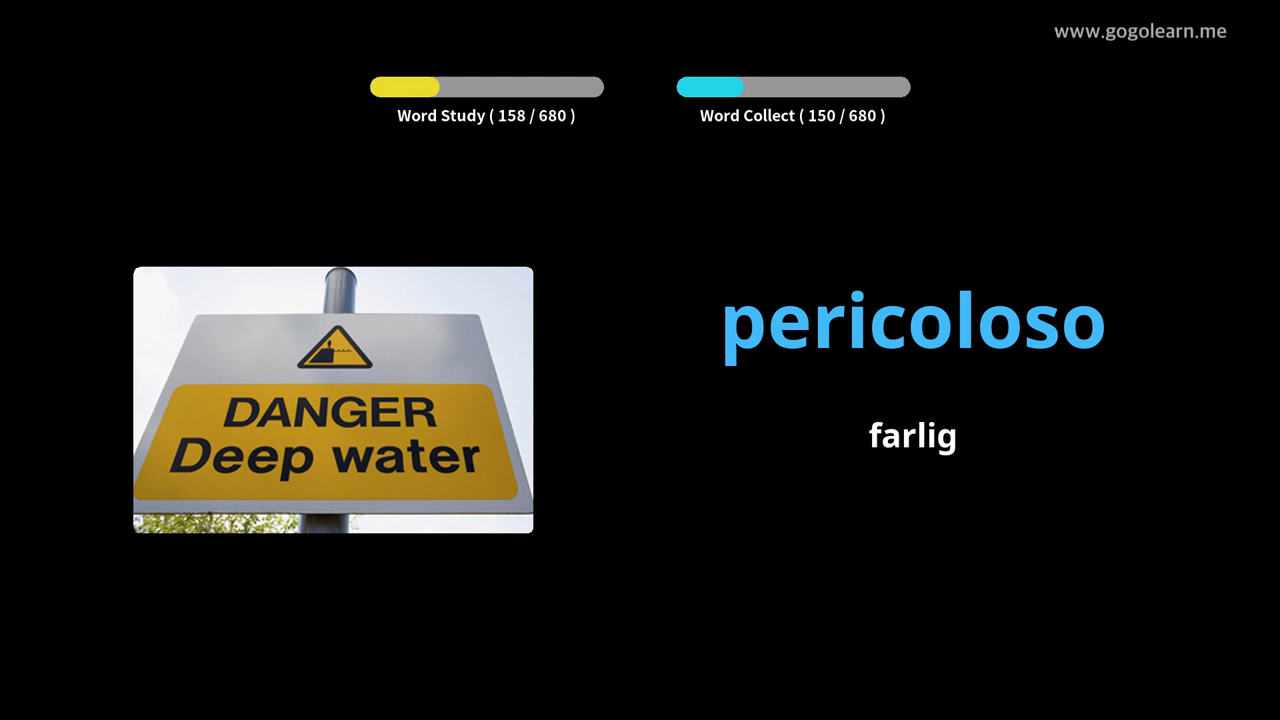 www.gogolearn.me
Word Study ( 158 / 680 )
Word Collect ( 150 / 680 )
DANGER
Deep water
pericoloso
farlig